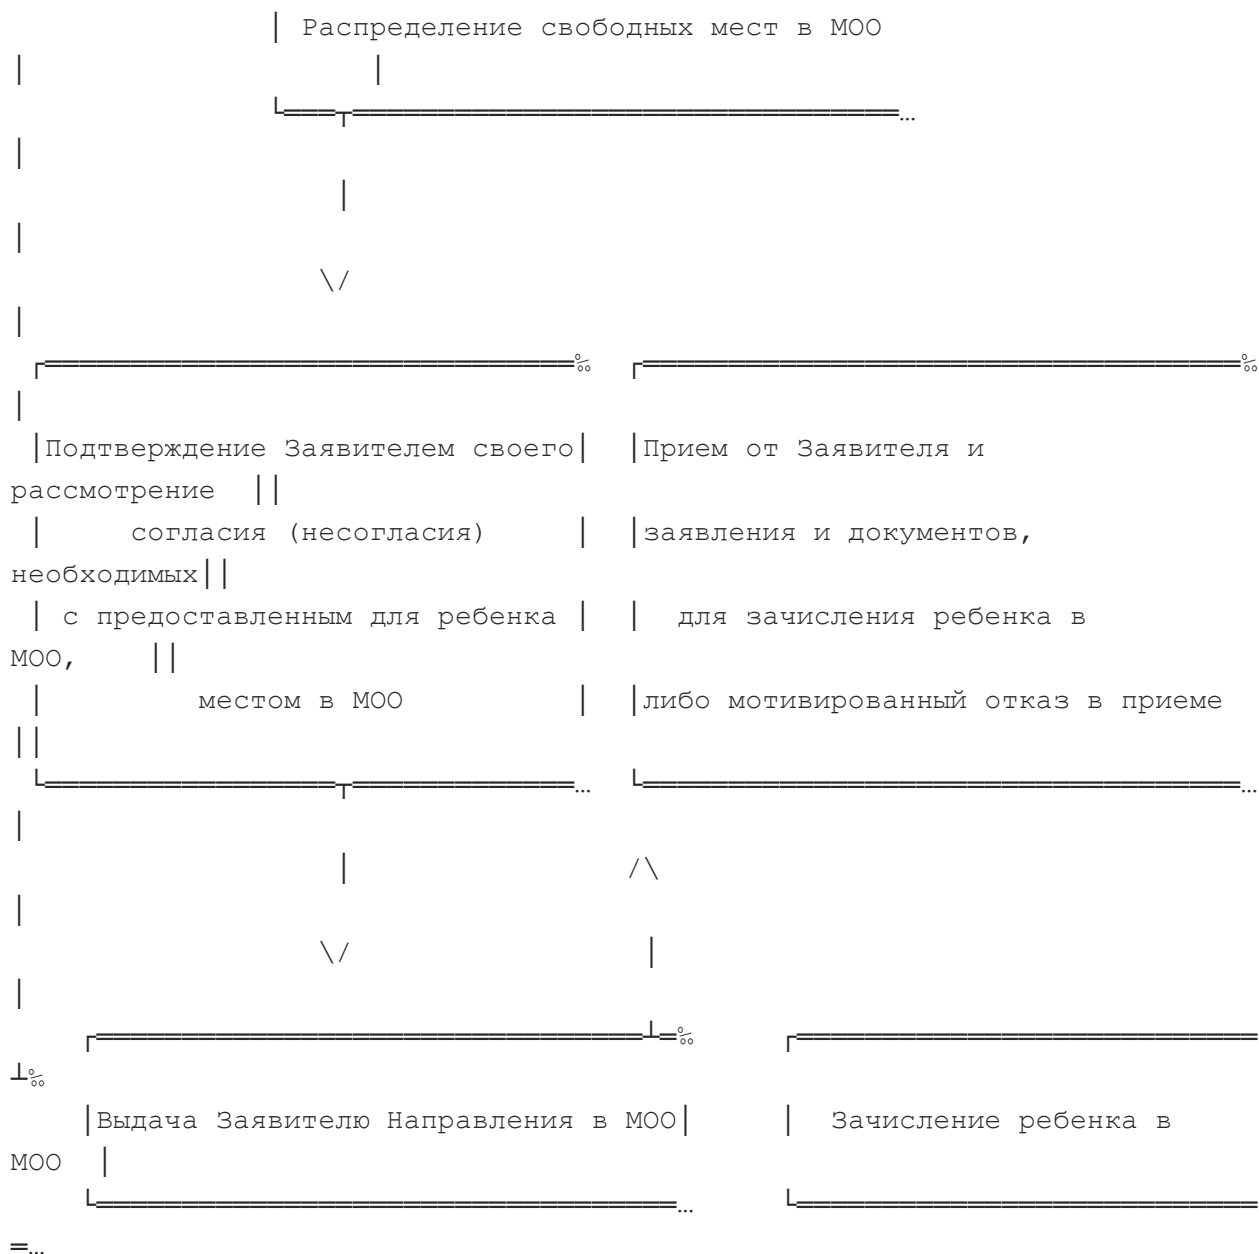 Распределение свободных мест в МОО
Подтверждение Заявителем своего Прием от Заявителя и
рассмотрение
согласия (несогласия) заявления и документов,
необходимых
с предоставленным для ребенка для зачисления ребенка в
МОО,
местом в МОО либо мотивированный отказ в приеме
Выдача Заявителю Направления в МОО Зачисление ребенка в
МОО